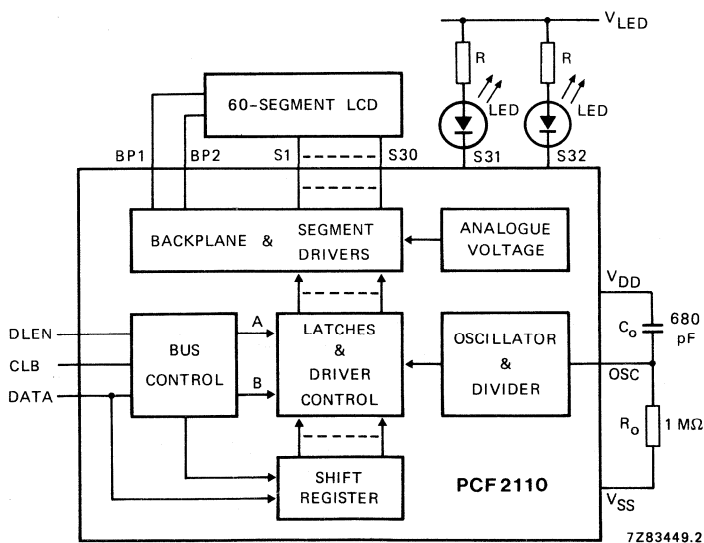 VLED
R
R
LED
LED
60-SEGMENT LCD
BP1
BP2
S1
S30
S31
S32
BACKPLANE & SEGMENT
DRIVERS
ANALOGUE
VOLTAGE
VDD
DLEN
CLB
DATA
BUS
CONTROL
A
B
LATCHES
&
DRIVER
CONTROL
OSCILLATOR
&
DIVIDER
Co
680
pF
OSC
Ro
1 MΩ
SHIFT
REGISTER
PCF2110
VSS
7Z83449.2